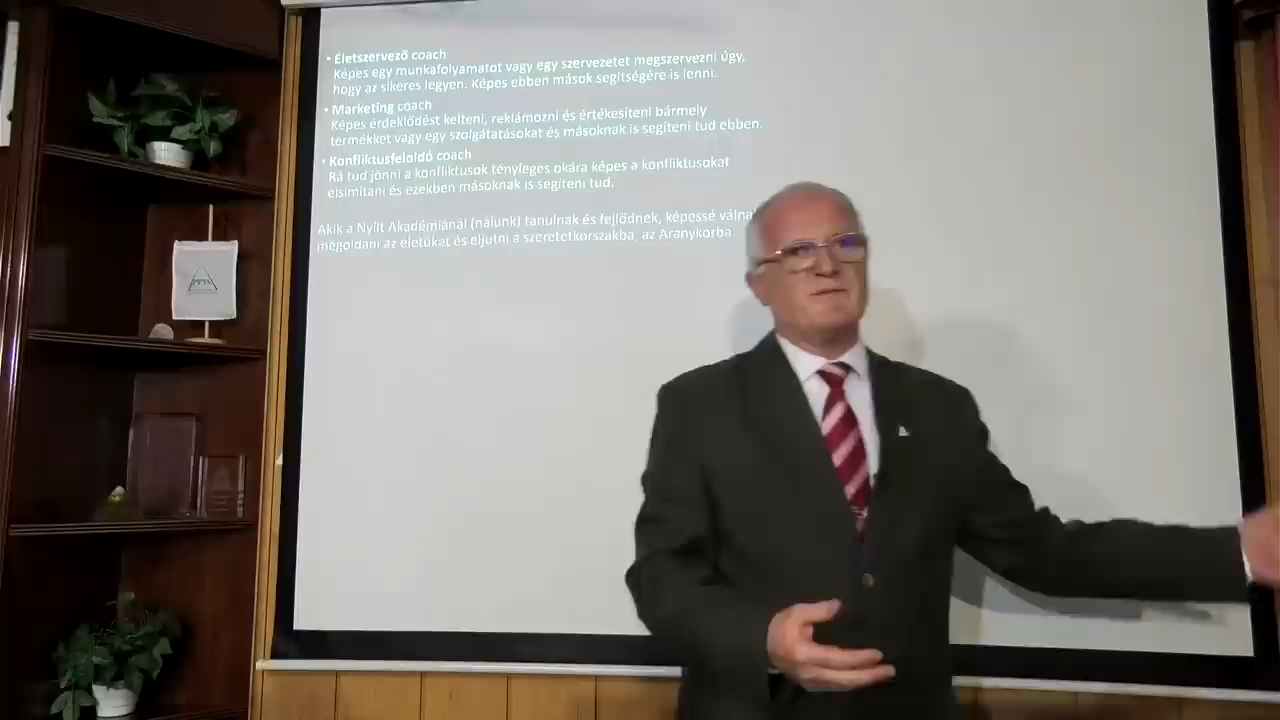 • Életszervező coach
Képes egy munkafolyamatot vagy egy szervezetet megszervezni úgy,
hogy az sikeres legyen. Képes ebben mások segítségére is lenni.
• Marketing coach
Képes érdeklődést kelteni, reklámozni és értékesíteni bármely
terméket vagy egy szolgátatásokat és másoknak is segíteni tud ebben.
• Konfliktusfeloldó coach
Rá tud jönni a konfliktusok tényleges okára képes a konfliktusokat
elsimítani és ezekben másoknak is segíteni tud.
Akik a Nyílt Akadémiánál (nálunk) tanulnak és fejlődnek, képessé
megoldani az életüket és eljutni a szeretetkorszakba, az Aranykorba.